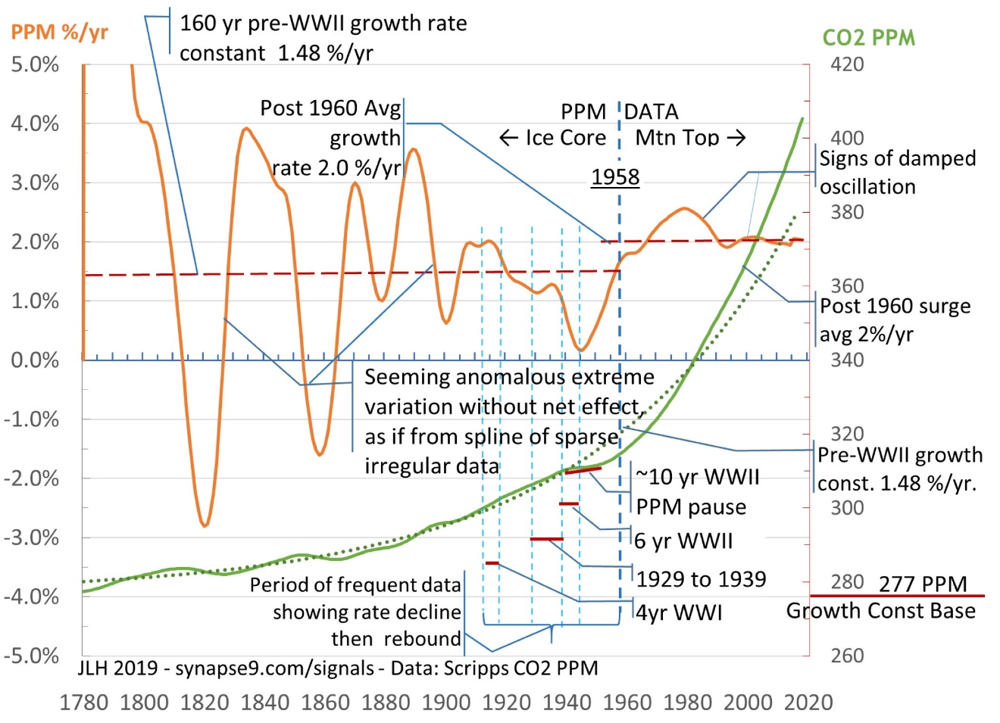 160 yr pre-WWII growth rate
constant 1.48 %/yr
PPM %/yr
CO2 PPM
5.0%
4.0%
3.0%
2.0%
1.0%
0.0%
-1.0%
-2.0%
-3.0%
-4.0%
-5.0%
Post 1960 Avg
growth
rate 2.0 %/yr
PPM DATA
← Ice Core Mtn Top →
1958
420
400
380
360
340
320
300
280
260
Signs of damped
oscillation
Post 1960 surge
avg 2%/yr
Seeming anomalous extreme
variation without net effect,
as if from spline of sparse
irregular data
Pre-WWII growth
const. 1.48 %/yr.
~10 yr WWII
PPM pause
6 yr WWII
1929 to 1939
4yr WWI
277 PPM
Growth Const Base
Period of frequent data
showing rate decline
then rebound
JLH 2019 - synapse9.com/signals - Data: Scripps CO2 PPM
1780 1800 1820 1840 1860 1880 1900 1920 1940 1960 1980 2000 2020